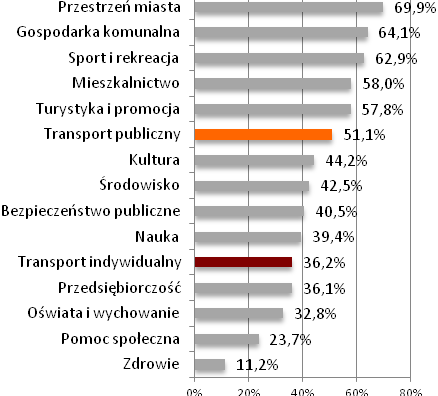 Przestrzeń miasta 69,9%
Gospodarka komunalna 64,1%
Sport i rekreacja 62,9%
Mieszkalnictwo 58,0%
Turystyka i promocja 57,8%
Transport publiczny 51,1%
Kultura 44,2%
Środowisko 42,5%
Bezpieczeństwo publiczne 40,5%
Nauka 39,4%
Transport indywidualny 36,2%
Przedsiębiorczość 36,1%
Oświata i wychowanie 32,8%
Pomoc społeczna 23,7%
Zdrowie 11,2%
0% 20% 40% 60% 80%